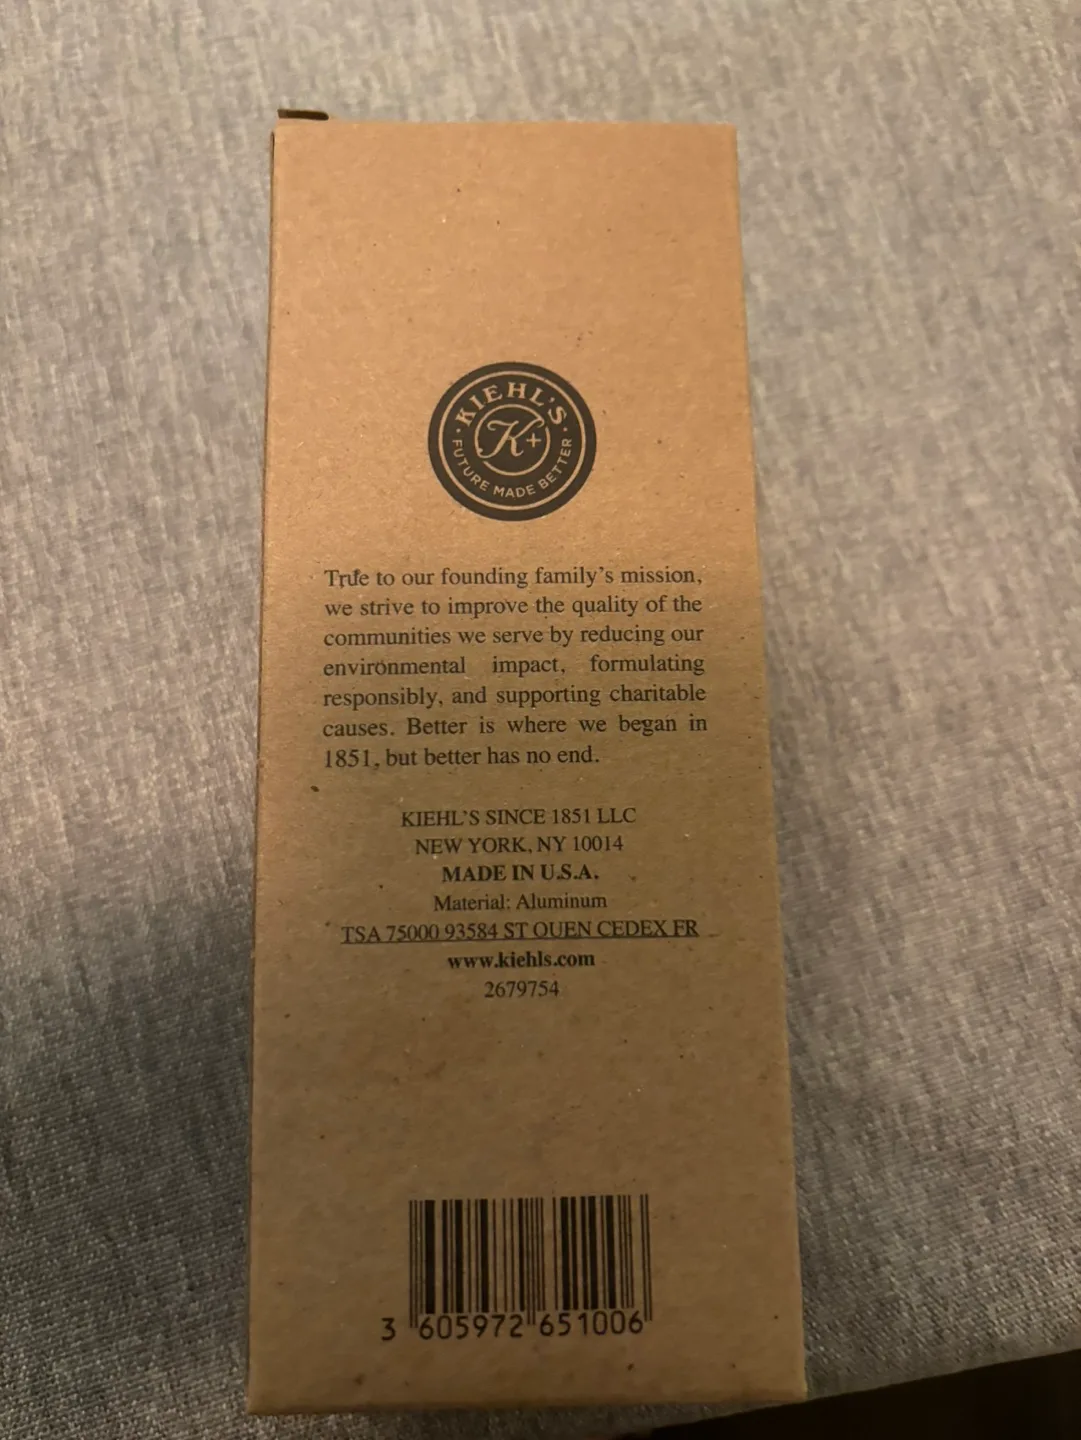 KIEHL'S
K+
FUTURE MADE BETTER
True to our founding family's mission,
we strive to improve the quality of the
communities we serve by reducing our
environmental impact, formulating
responsibly, and supporting charitable
causes. Better is where we began in
1851, but better has no end.
KIEHL'S SINCE 1851 LLC
NEW YORK, NY 10014
MADE IN U.S.A.
Material: Aluminum
TSA 75000 93584 ST OUEN CEDEX FR
www.kiehls.com
2679754
3 605972 651006